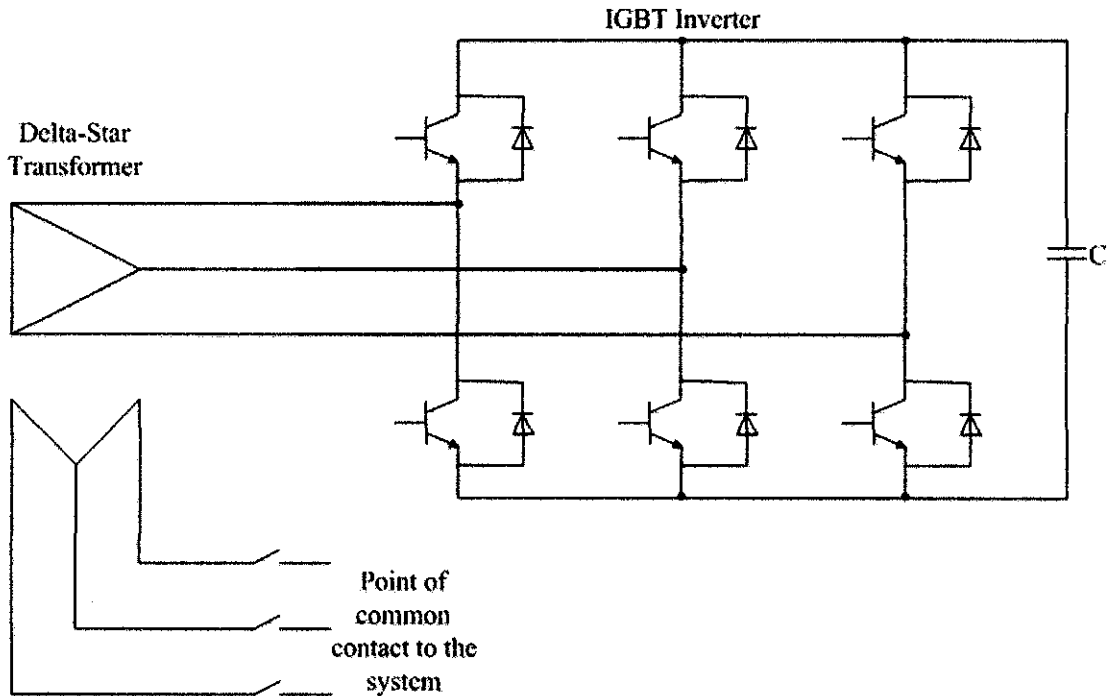 IGBT Inverter
Delta-Star
Transformer
C
Point of
common
contact to the
system